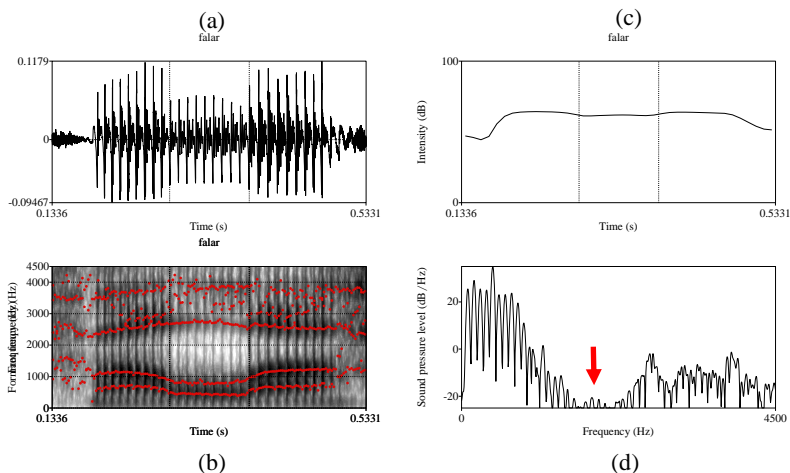 (a)
falar
0.1179
0
-0.09467
0.1336
0.5331
Time (s)
(c)
falar
100
Intensity (dB)
0
0.1336
0.5331
Time (s)
falar
4500
4000
3000
2000
1000
0
0.1336
0.5331
Time (s)
(b)
Sound pressure level (dB /Hz)
20
0
-20
0
4500
Frequency (Hz)
(d)